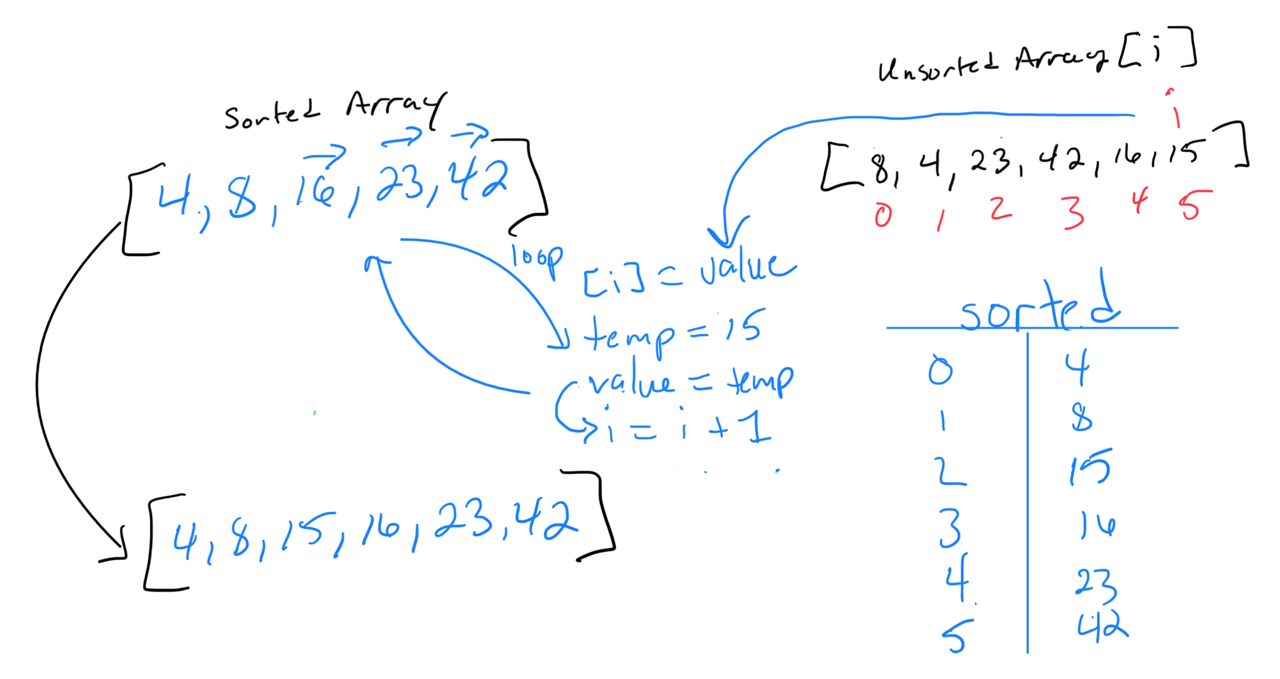 Unsorted Array [i]
i
[8, 4, 23, 42, 16, 15]
0 1 2 3 4 5
Sorted Array
[4, 8, 16, 23, 42]
loop
[i] = value
temp = 15
value = temp
i = i + 1
[4, 8, 15, 16, 23, 42]
sorted
0 4
1 8
2 15
3 16
4 23
5 42